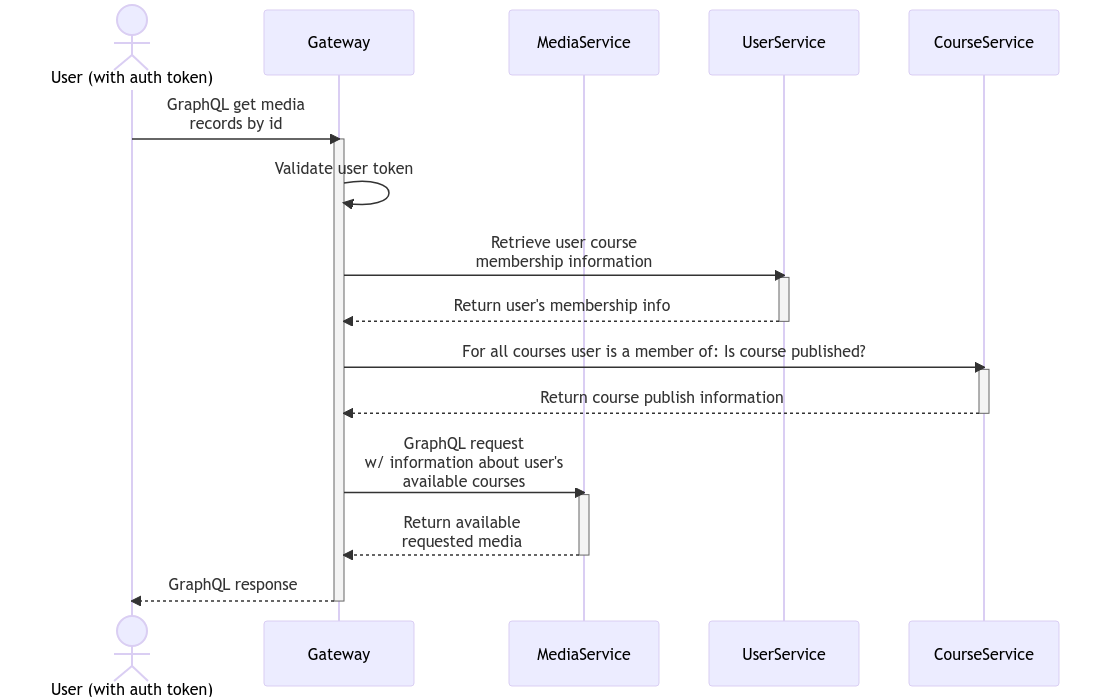 User (with auth token)
Gateway
MediaService
UserService
CourseService
GraphQL get media
records by id
Validate user token
Retrieve user course
membership information
Return user's membership info
For all courses user is a member of: Is course published?
Return course publish information
GraphQL request
w/ information about user's
available courses
Return available
requested media
GraphQL response
User (with auth token)
Gateway
MediaService
UserService
CourseService